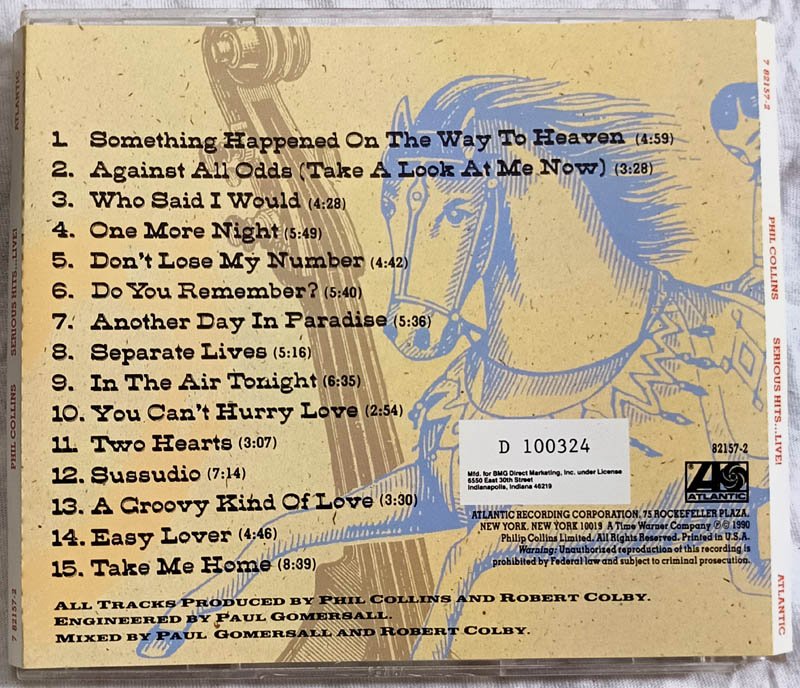 1. Something Happened On The Way To Heaven (4:59)
2. Against All Odds (Take A Look At Me Now) (3:28)
3. Who Said I Would (4:28)
4. One More Night (5:49)
5. Don't Lose My Number (4:42)
6. Do You Remember? (5:40)
7. Another Day In Paradise (5:36)
8. Separate Lives (5:16)
9. In The Air Tonight (6:35)
10. You Can't Hurry Love (2:54)
11. Two Hearts (3:07)
12. Sussudio (7:14)
13. A Groovy Kind Of Love (3:30)
14. Easy Lover (4:46)
15. Take Me Home (8:39)
All Tracks Produced by Phil Collins and Robert Colby.
Engineered by Paul Gomersall.
Mixed by Paul Gomersall and Robert Colby.
D 100324
Mfd. for BMG Direct Marketing, Inc. under License
6550 East 30th Street
Indianapolis, Indiana 46219
82157-2
ATLANTIC
ATLANTIC RECORDING CORPORATION, 75 ROCKEFELLER PLAZA,
NEW YORK, NEW YORK 10019 A Time Warner Company ℗© 1990
Philip Collins Limited. All Rights Reserved. Printed in U.S.A.
Warning: Unauthorized reproduction of this recording is
prohibited by Federal law and subject to criminal prosecution.
7 82157-2 PHIL COLLINS SERIOUS HITS...LIVE! ATLANTIC
7 82157-2 PHIL COLLINS SERIOUS HITS...LIVE! ATLANTIC